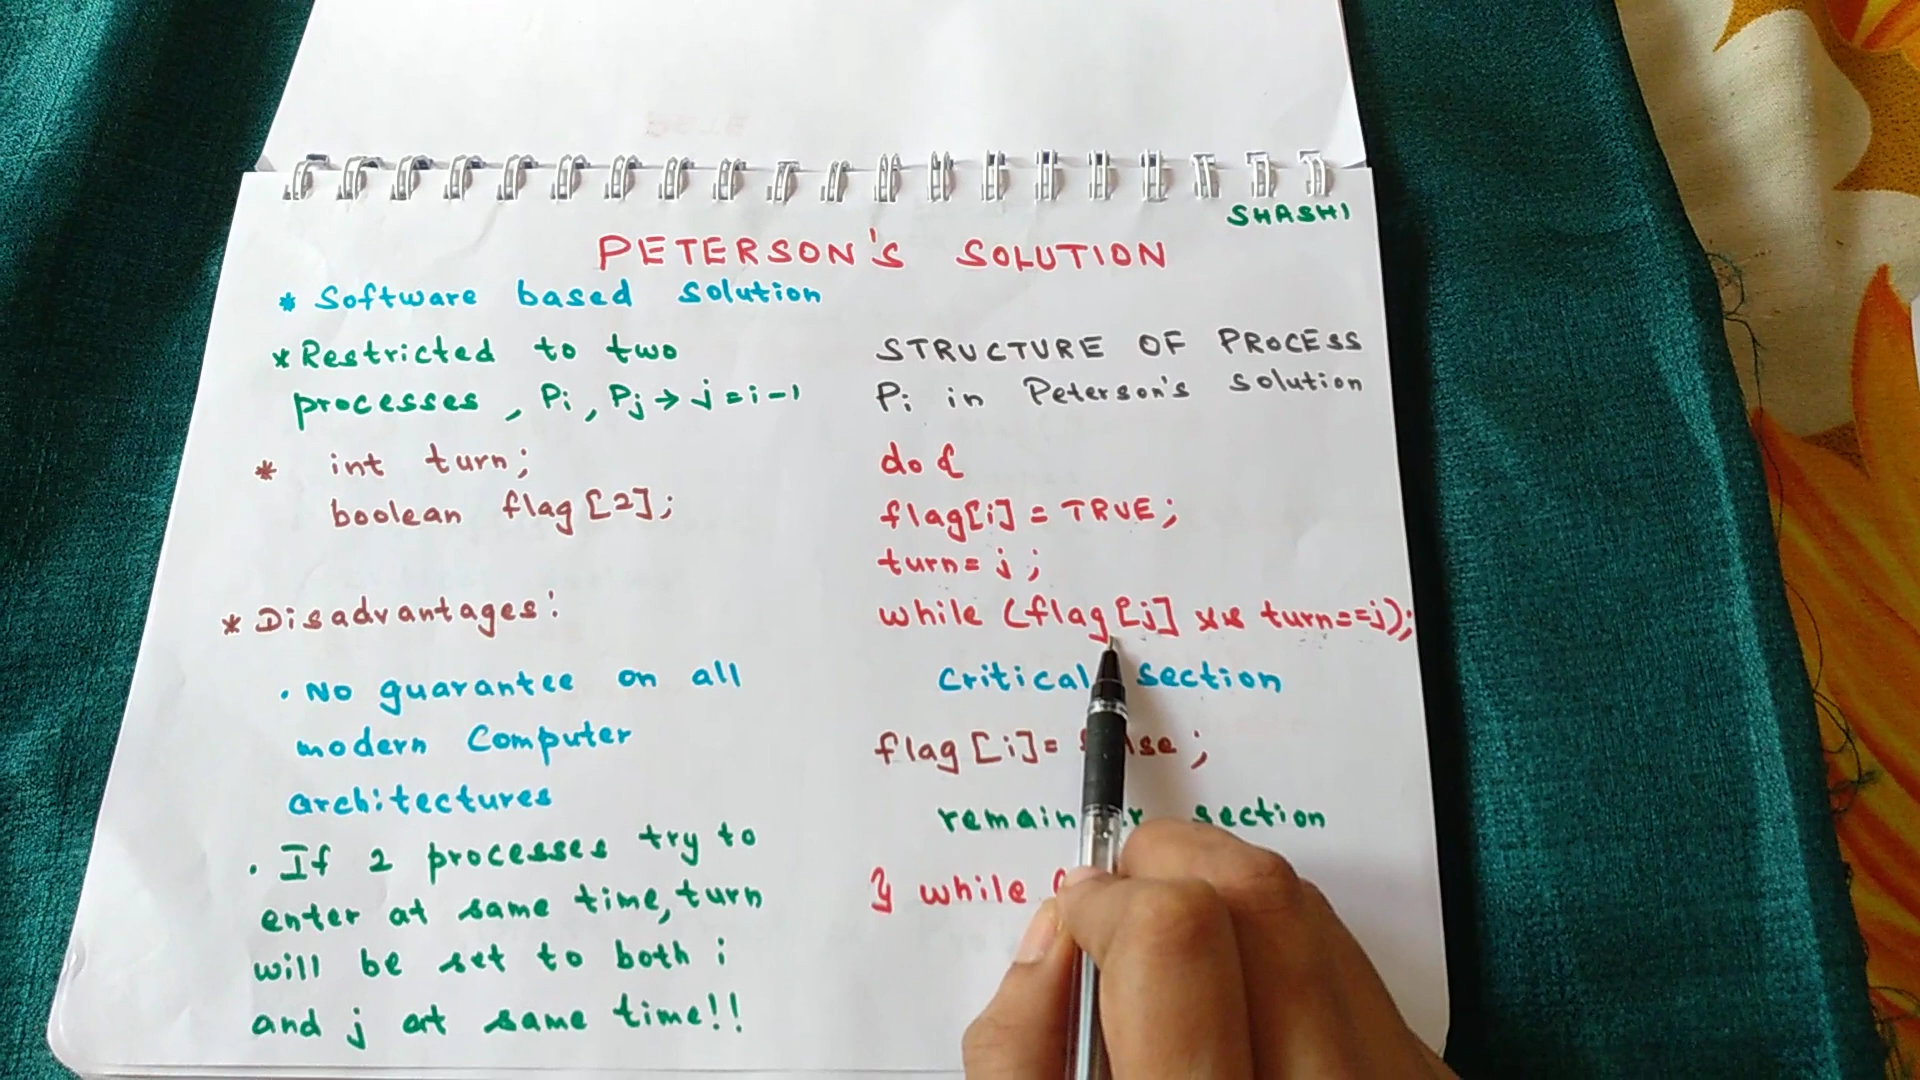 SHASHI
PETERSON'S SOLUTION
* Software based solution
* Restricted to two
processes, Pi, Pj → j = i - 1
* int turn;
boolean flag [2];
* Disadvantages:
. No guarantee on all
modern Computer
architectures
. If 2 processes try to
enter at same time, turn
will be set to both i
and j at same time!!
STRUCTURE OF PROCESS
Pi in Peterson's solution
do {
flag[i] = TRUE;
turn= j ;
while (flag [j] && turn==j);
Critical section
flag [i]= ;
section
} while